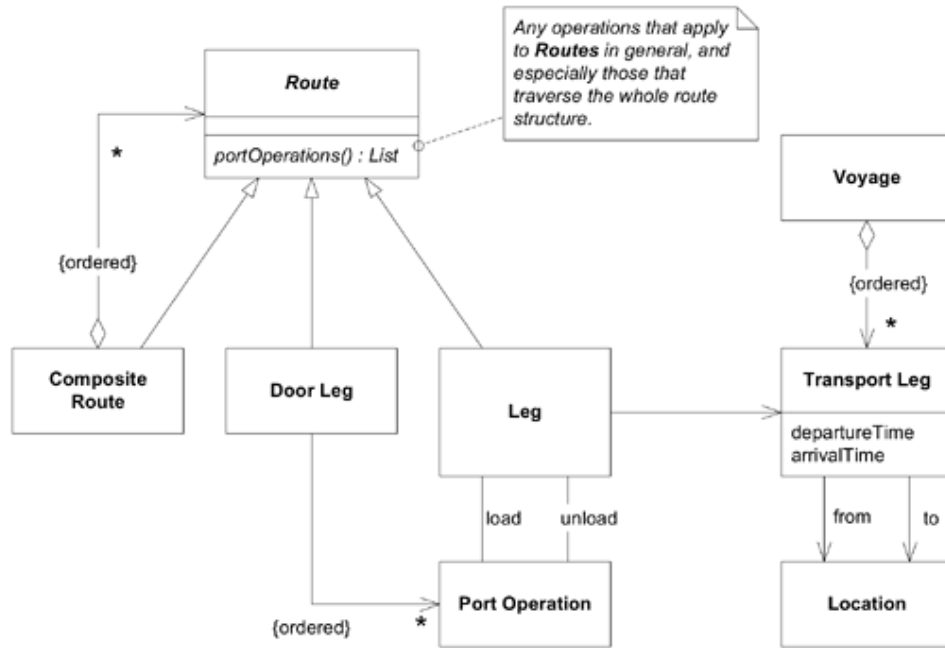 Any operations that apply
to Routes in general, and
especially those that
traverse the whole route
structure.
Route
portOperations() : List
*
{ordered}
Voyage
{ordered}
*
Composite
Route
Door Leg
Leg
Transport Leg
departureTime
arrivalTime
load
unload
from
to
Port Operation
Location
{ordered}
*